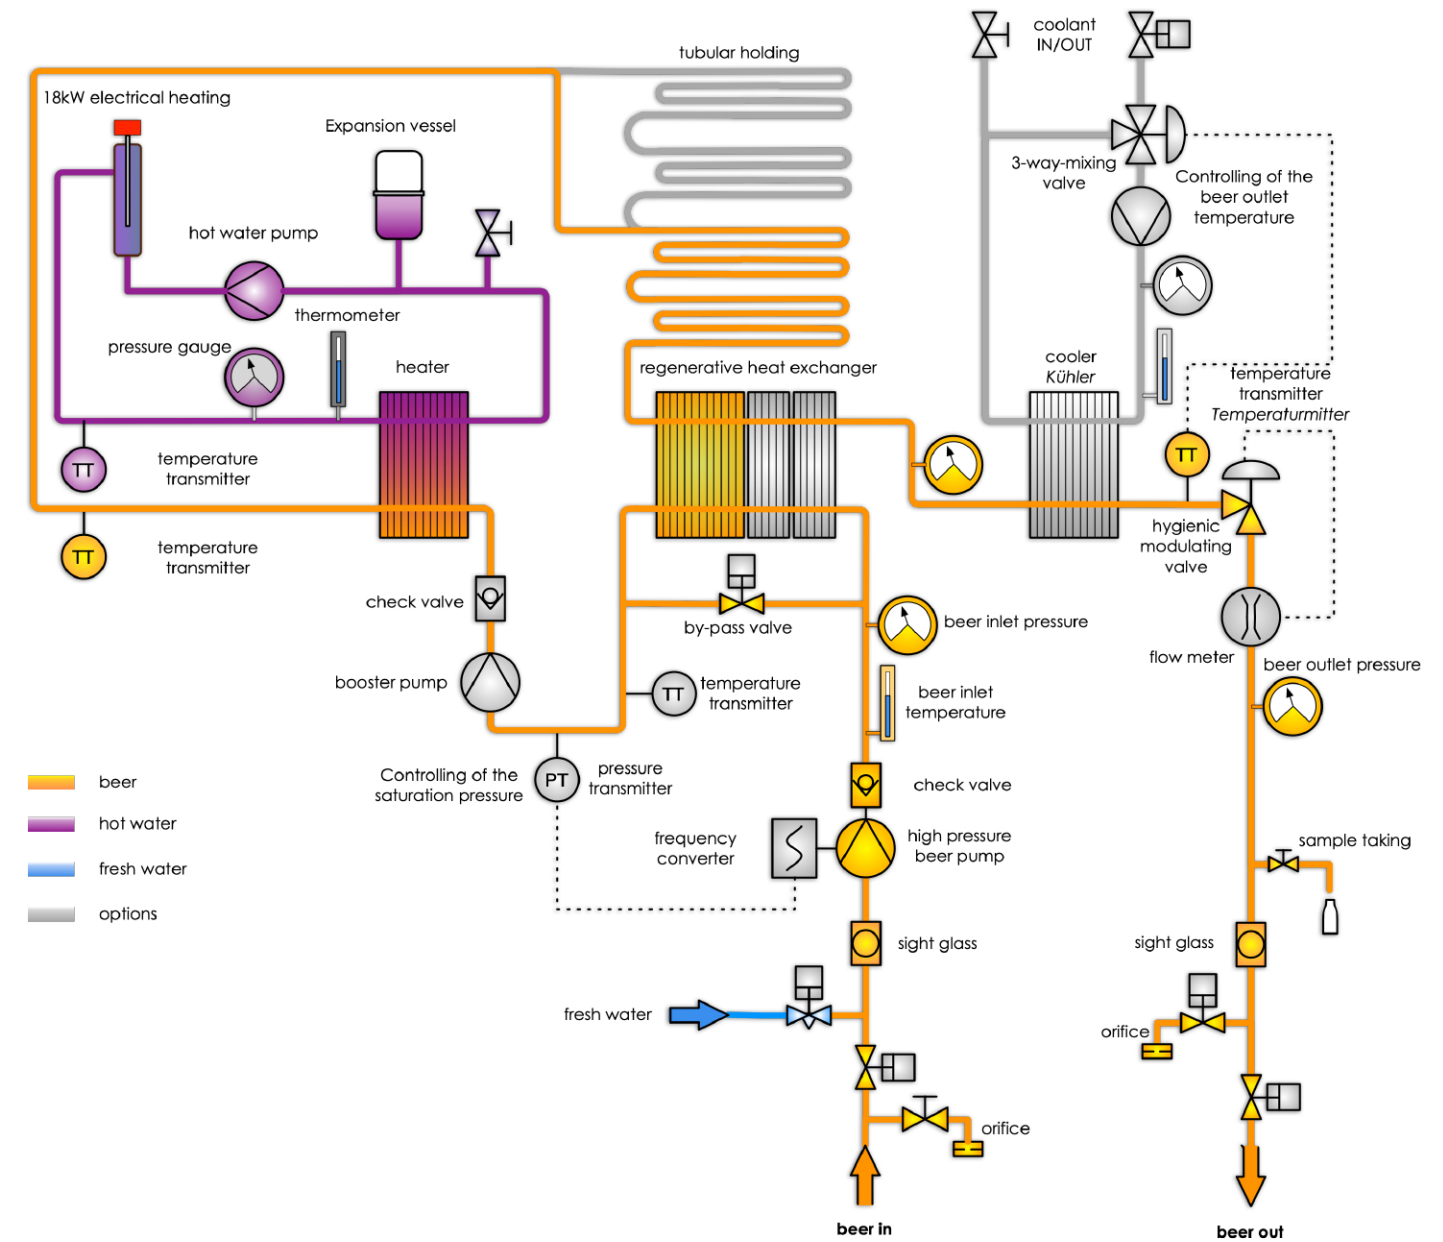 coolant
IN/OUT
tubular holding
18kW electrical heating
Expansion vessel
3-way-mixing
valve
Controlling of the
beer outlet
temperature
hot water pump
thermometer
pressure gauge
heater
regenerative heat exchanger
cooler
Kühler
temperature
transmitter
Temperaturmitter
TT
temperature
transmitter
TT
TT
temperature
transmitter
hygienic
modulating
valve
check valve
by-pass valve
beer inlet pressure
flow meter
beer outlet pressure
booster pump
TT
temperature
transmitter
beer inlet
temperature
Controlling of the
saturation pressure
PT
pressure
transmitter
check valve
beer
hot water
fresh water
options
frequency
converter
high pressure
beer pump
sample taking
sight glass
sight glass
fresh water
orifice
orifice
beer in
beer out